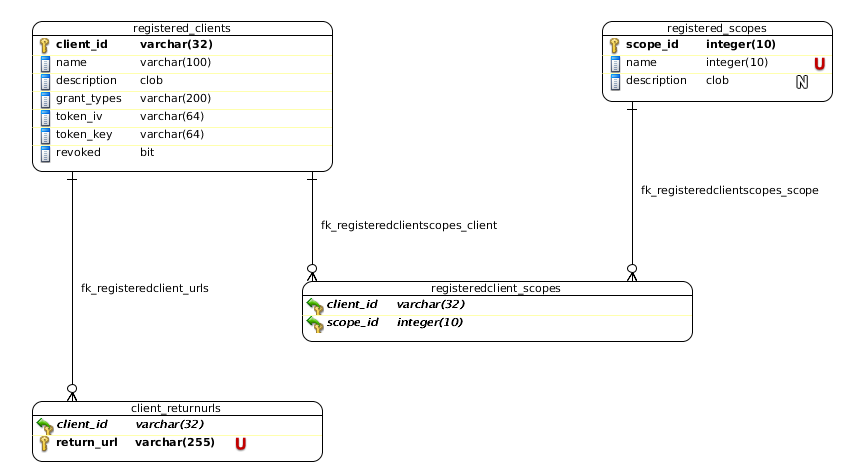 registered_clients
client_id varchar(32)
name varchar(100)
description clob
grant_types varchar(200)
token_iv varchar(64)
token_key varchar(64)
revoked bit
registered_scopes
scope_id integer(10)
name integer(10) U
description clob N
fk_registeredclientscopes_scope
fk_registeredclientscopes_client
fk_registeredclient_urls
registeredclient_scopes
client_id varchar(32)
scope_id integer(10)
client_returnurls
client_id varchar(32)
return_url varchar(255) U